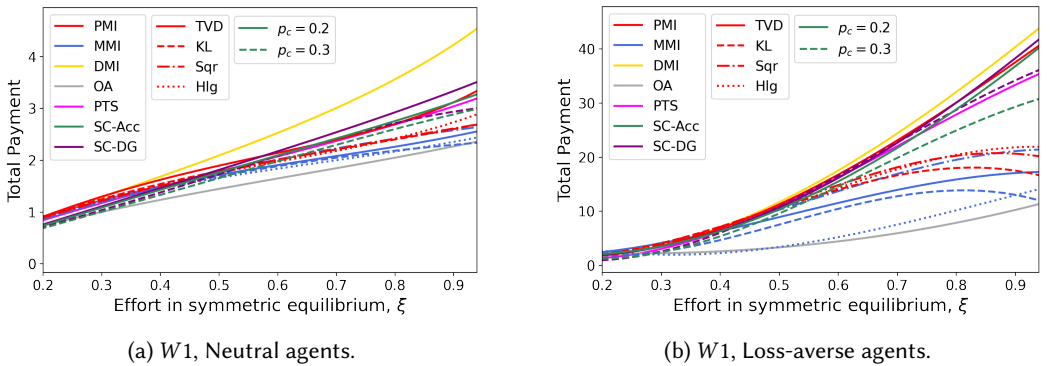 PMI
MMI
DMI
OA
PTS
SC-Acc
SC-DG
TVD
KL
Sqr
Hlg
p_c = 0.2
p_c = 0.3
Total Payment
4
3
2
1
0
0.2 0.3 0.4 0.5 0.6 0.7 0.8 0.9
Effort in symmetric equilibrium, ξ
(a) W1, Neutral agents.
PMI
MMI
DMI
OA
PTS
SC-Acc
SC-DG
TVD
KL
Sqr
Hlg
p_c = 0.2
p_c = 0.3
Total Payment
40
30
20
10
0
0.2 0.3 0.4 0.5 0.6 0.7 0.8 0.9
Effort in symmetric equilibrium, ξ
(b) W1, Loss-averse agents.